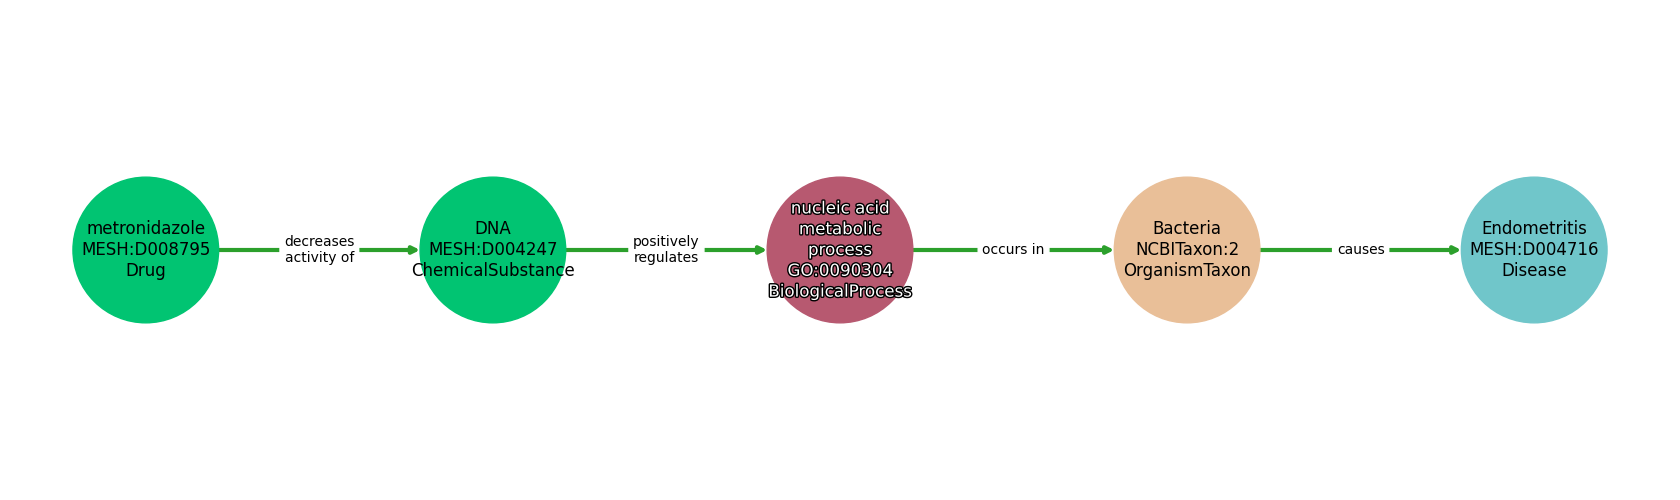 metronidazole
MESH:D008795
Drug
decreases
activity of
DNA
MESH:D004247
ChemicalSubstance
positively
regulates
nucleic acid
metabolic
process
GO:0090304
BiologicalProcess
occurs in
Bacteria
NCBITaxon:2
OrganismTaxon
causes
Endometritis
MESH:D004716
Disease